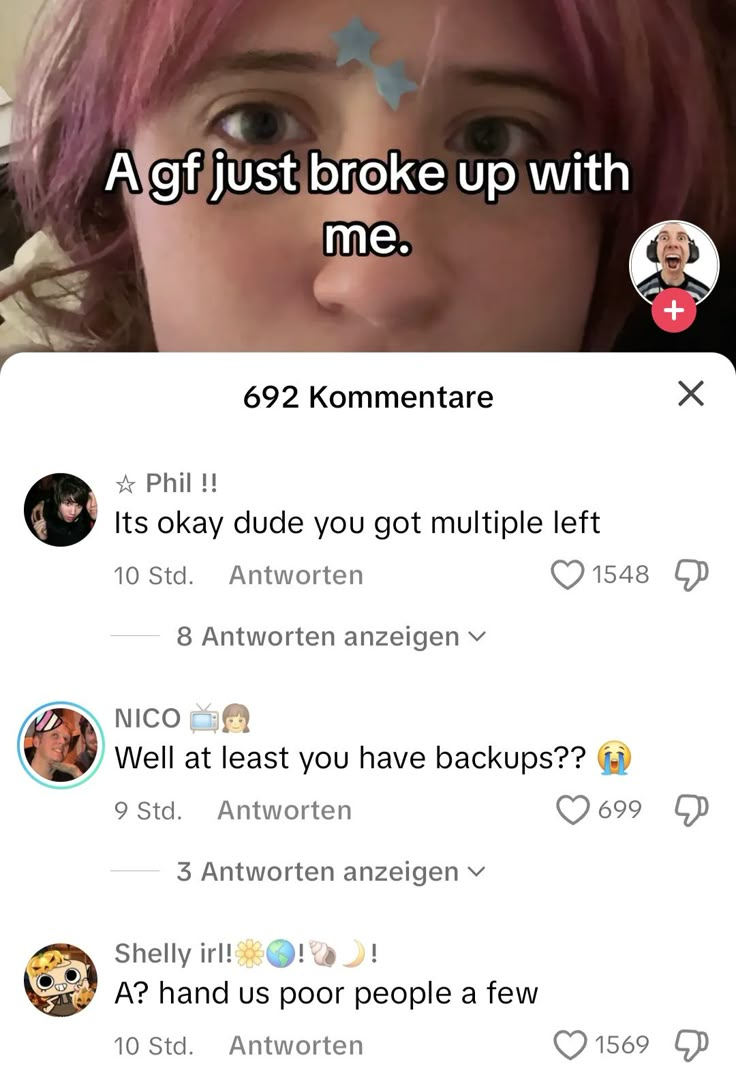 A gf just broke up with
me.
692 Kommentare
☆ Phil !!
Its okay dude you got multiple left
10 Std. Antworten 1548
8 Antworten anzeigen
NICO 📺👧
Well at least you have backups?? 😭
9 Std. Antworten 699
3 Antworten anzeigen
Shelly irl!🌼🌎!🐚🌙!
A? hand us poor people a few
10 Std. Antworten 1569